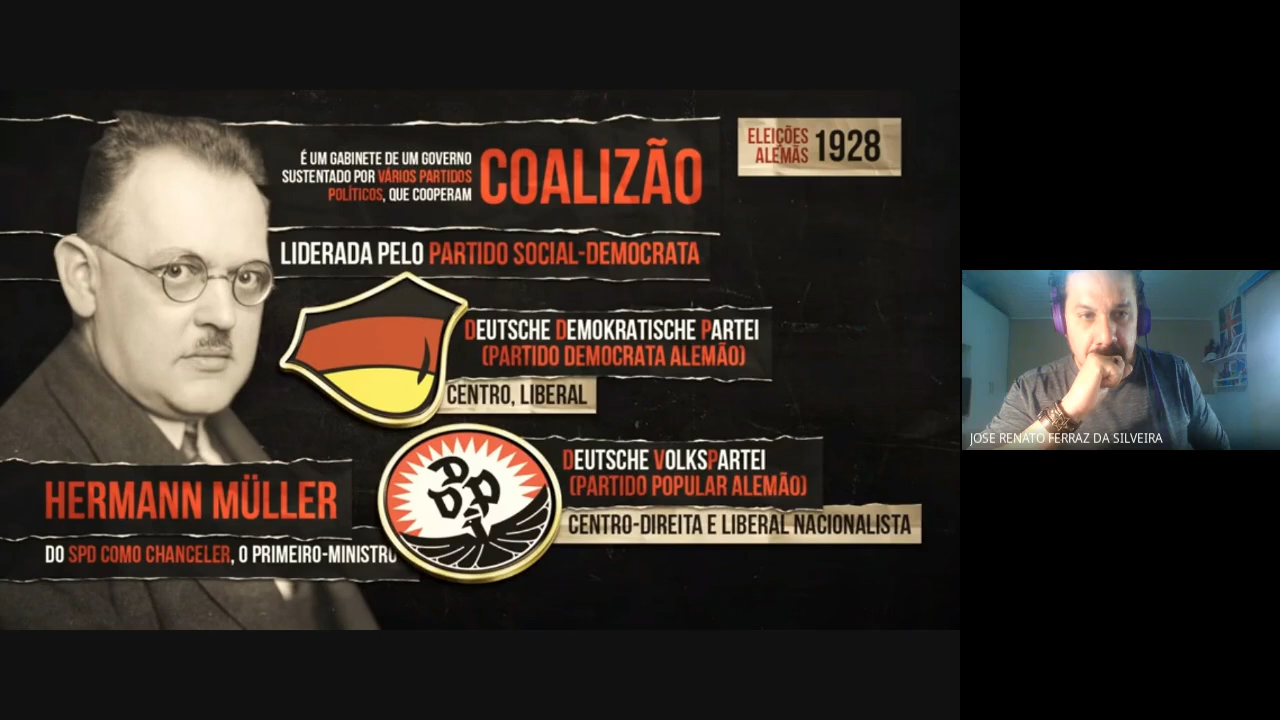 É UM GABINETE DE UM GOVERNO
SUSTENTADO POR VÁRIOS PARTIDOS
POLÍTICOS, QUE COOPERAM
COALIZÃO
ELEIÇÕES
ALEMÃS
1928
LIDERADA PELO PARTIDO SOCIAL-DEMOCRATA
DEUTSCHE DEMOKRATISCHE PARTEI
(PARTIDO DEMOCRATA ALEMÃO)
CENTRO, LIBERAL
DEUTSCHE VOLKSPARTEI
(PARTIDO POPULAR ALEMÃO)
CENTRO-DIREITA E LIBERAL NACIONALISTA
HERMANN MÜLLER
DO SPD COMO CHANCELER, O PRIMEIRO-MINISTRO
JOSE RENATO FERRAZ DA SILVEIRA